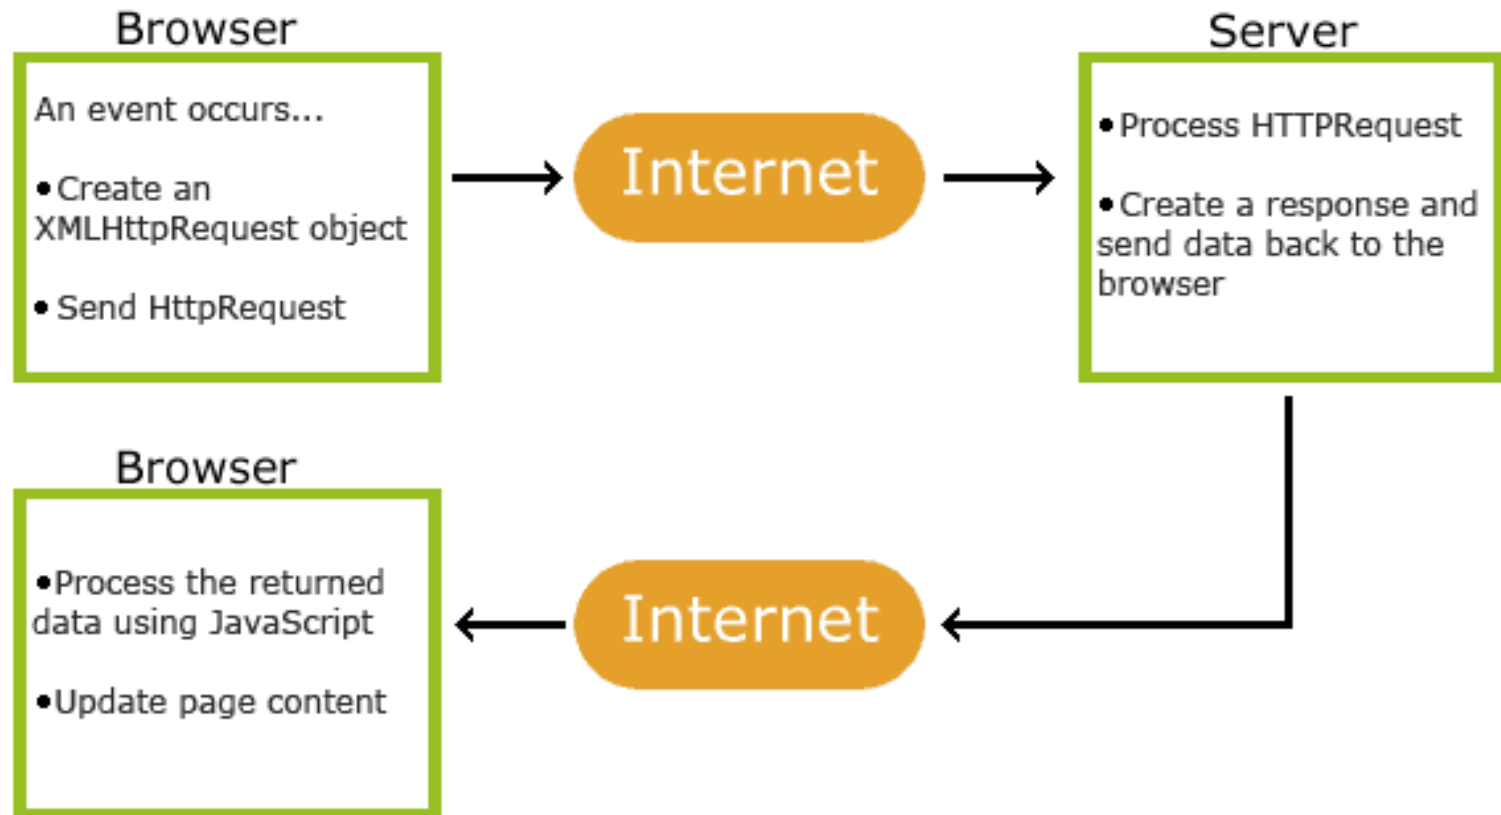 Browser
An event occurs...
•Create an
XMLHttpRequest object
• Send HttpRequest
Internet
Server
•Process HTTPRequest
•Create a response and
send data back to the
browser
Browser
•Process the returned
data using JavaScript
•Update page content
Internet